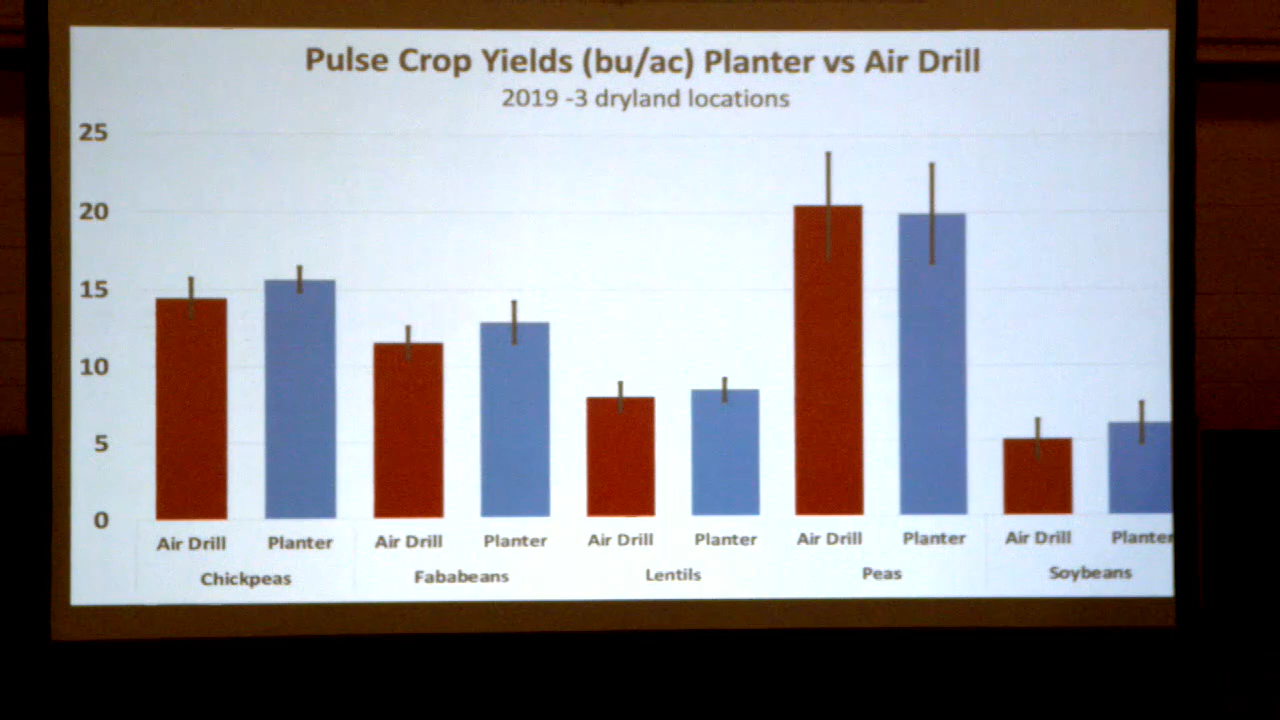 Pulse Crop Yields (bu/ac) Planter vs Air Drill
2019 -3 dryland locations
25
20
15
10
5
0
Air Drill Planter Air Drill Planter Air Drill Planter Air Drill Planter Air Drill Planter
Chickpeas Fababeans Lentils Peas Soybeans